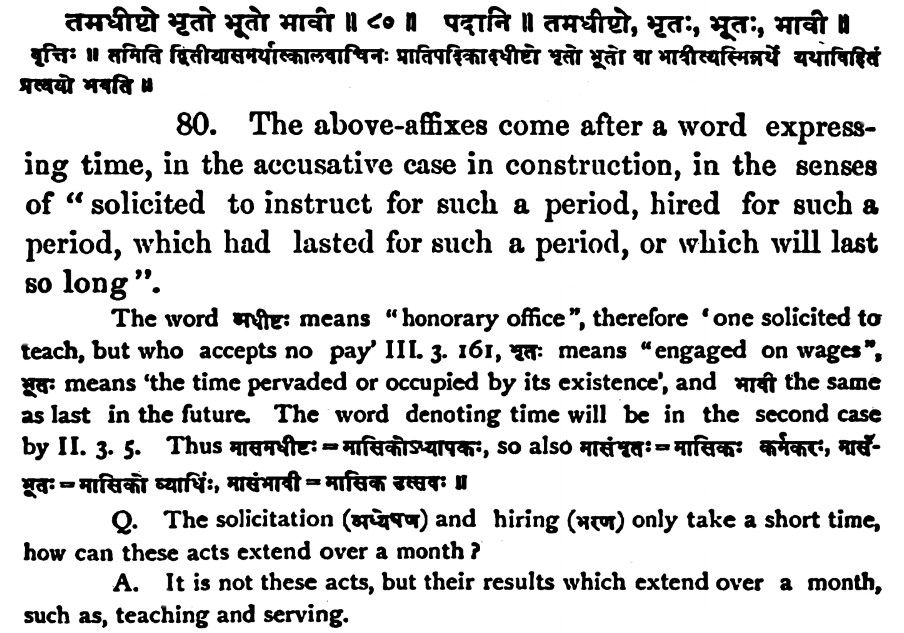 तमधीष्टो भृतो भूतो भावी ॥ ८० ॥ पदानि ॥ तमधीष्टो, भृतः, भूतः, भावी ॥
वृत्तिः ॥ तमिति द्वितीयासमर्थात्कालवाचिनः प्रातिपदिकादधीष्टो भृतो भूतो वा भावीत्यस्मिन्नर्थे यथाविहितं
प्रत्ययो भवति ॥
80. The above-affixes come after a word express-
ing time, in the accusative case in construction, in the senses
of “solicited to instruct for such a period, hired for such a
period, which had lasted for such a period, or which will last
so long”.
The word अधीष्टः means “honorary office”, therefore ‘one solicited to
teach, but who accepts no pay’ III. 3. 161, भृतः means “engaged on wages”,
भूतः means ‘the time pervaded or occupied by its existence’, and भावी the same
as last in the future. The word denoting time will be in the second case
by II. 3. 5. Thus मासमधीष्टः = मासिकोऽध्यापकः, so also मासंभृतः = मासिकः कर्मकरः, मासं-
भूतः = मासिको व्याधिः, मासंभावी = मासिक उत्सवः ॥
Q. The solicitation (अध्येषण) and hiring (भरण) only take a short time,
how can these acts extend over a month ?
A. It is not these acts, but their results which extend over a month,
such as, teaching and serving.